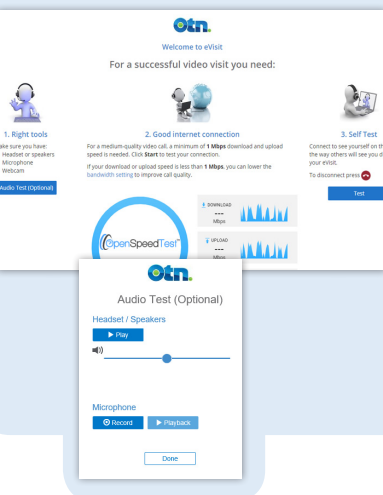 Otn.
Welcome to eVisit
For a successful video visit you need:
1. Right tools
ake sure you have:
Headset or speakers
Microphone
Webcam
Audio Test (Optional)
2. Good internet connection
For a medium-quality video call, a minimum of 1 Mbps download and upload
speed is needed. Click Start to test your connection.
If your download or upload speed is less than 1 Mbps, you can lower the
bandwidth setting to improve call quality.
OpenSpeedTest™
DOWNLOAD
---
Mbps
UPLOAD
---
Mbps
3. Self Test
Connect to see yourself on th
the way others will see you d
your eVisit.
To disconnect press
Test
Otn.
Audio Test (Optional)
Headset / Speakers
Play
Microphone
Record
Playback
Done